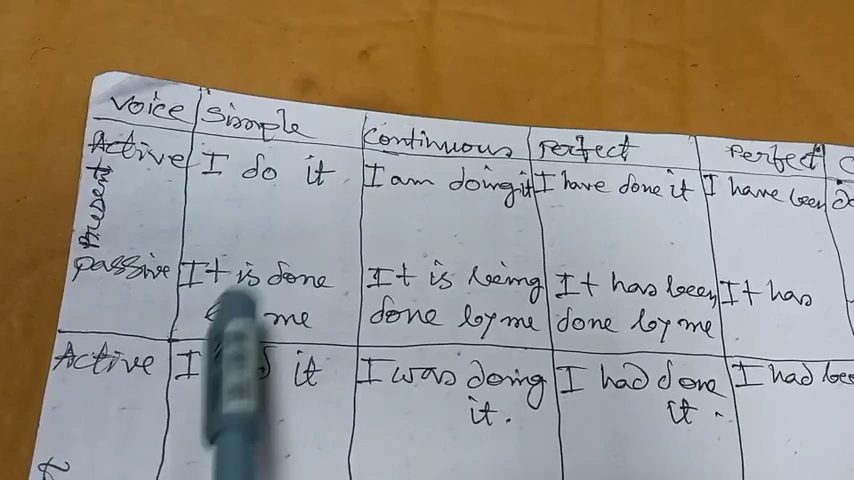 Voice Simple Continuous Perfect Perfect C
Active I do it I am doing it I have done it I have been
Present
Passive It is done It is being It has been It has
me done by me done by me
Active I it I was doing I had done I had bee
it. it.